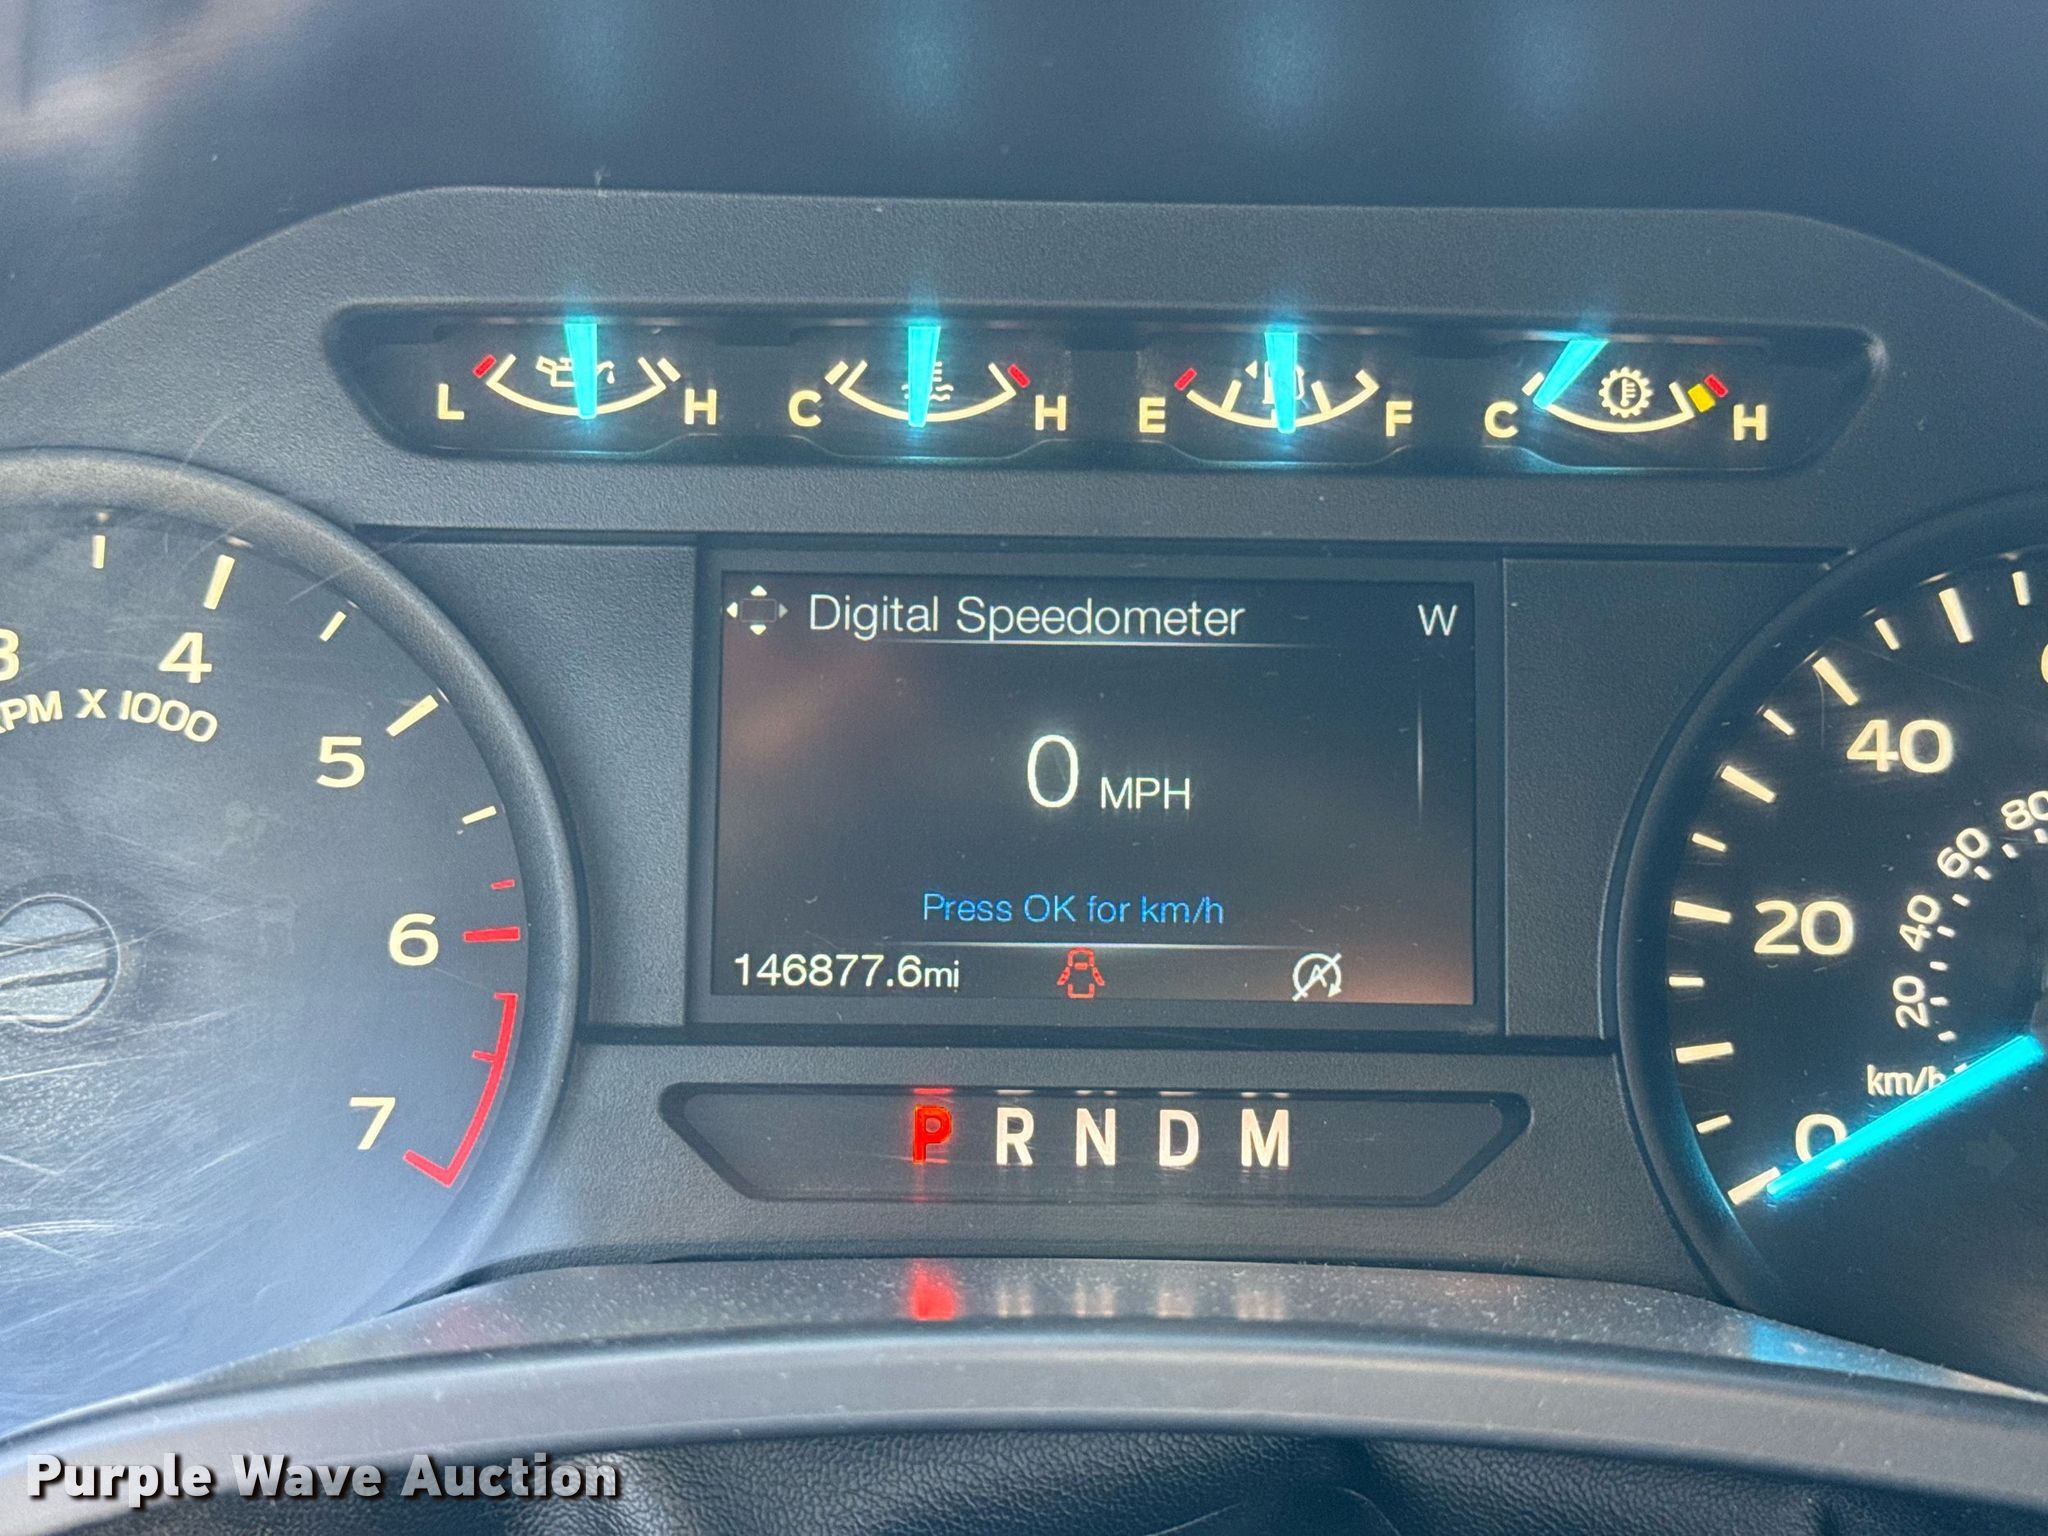 L H C H E F C H
Digital Speedometer W
0 MPH
Press OK for km/h
146877.6mi
P R N D M
3 4 5 6 7
RPM X 1000
0 20 40
20 40 60 80
km/h
Purple Wave Auction